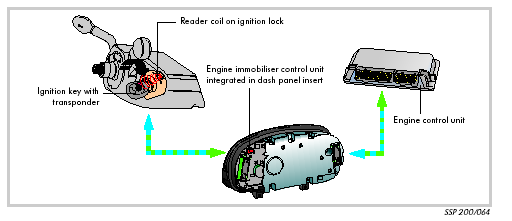 Reader coil on ignition lock
Engine immobiliser control unit
integrated in dash panel insert
Ignition key with
transponder
Engine control unit
SSP 200/064